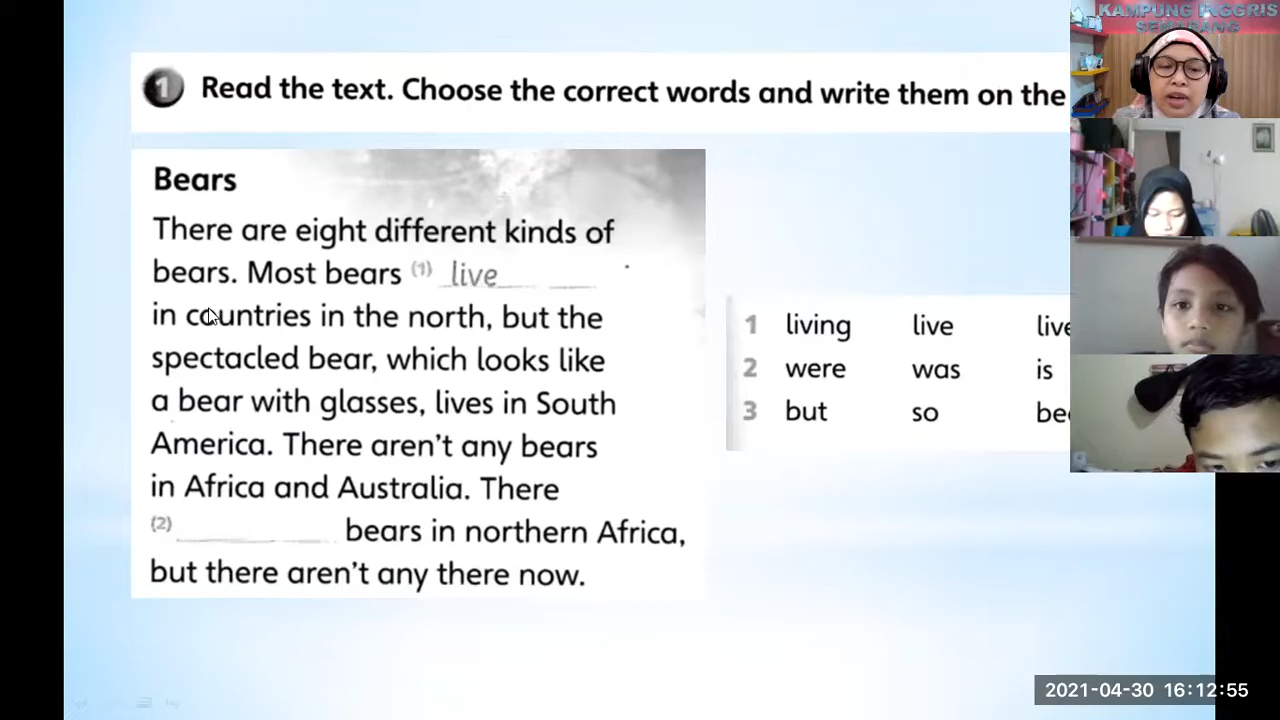 KAMPUNG INGGRIS
SEMARANG
1 Read the text. Choose the correct words and write them on the
Bears
There are eight different kinds of
bears. Most bears (1) live
in countries in the north, but the
spectacled bear, which looks like
a bear with glasses, lives in South
America. There aren't any bears
in Africa and Australia. There
(2) ____________ bears in northern Africa,
but there aren't any there now.
1 living live
2 were was is
3 but so
2021-04-30 16:12:55